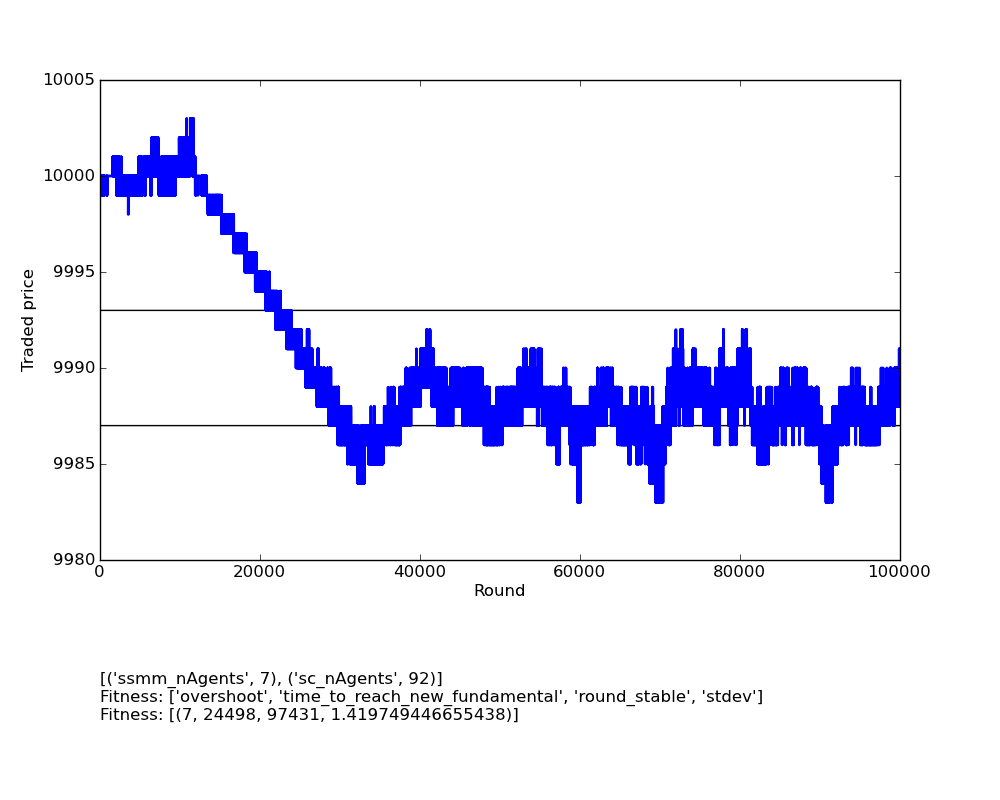 10005
10000
9995
9990
9985
9980
Traded price
0 20000 40000 60000 80000 100000
Round
[('ssmm_nAgents', 7), ('sc_nAgents', 92)]
Fitness: ['overshoot', 'time_to_reach_new_fundamental', 'round_stable', 'stdev']
Fitness: [(7, 24498, 97431, 1.419749446655438)]